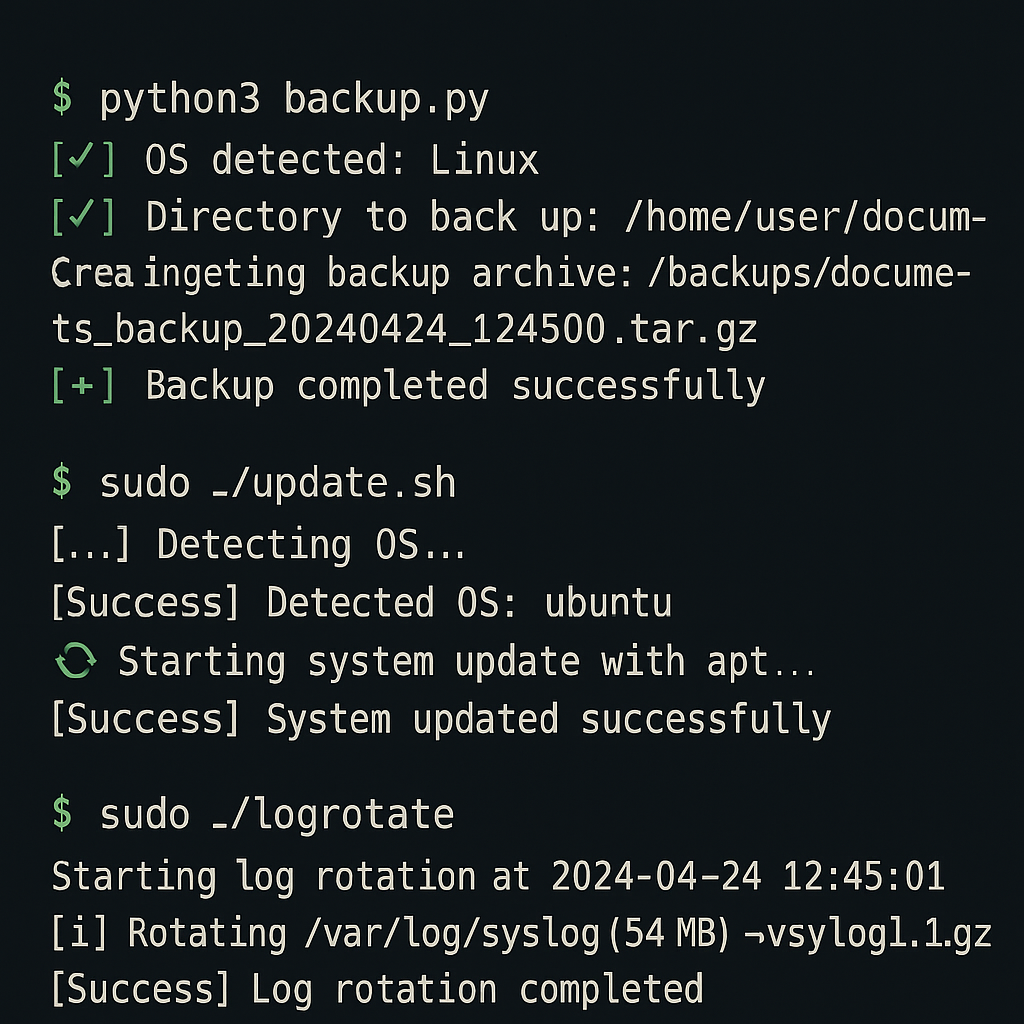 $ python3 backup.py
[✓] OS detected: Linux
[✓] Directory to back up: /home/user/docum-
Crea ingeting backup archive: /backups/docume-
ts_backup_20240424_124500.tar.gz
[+] Backup completed successfully
$ sudo ./update.sh
[...] Detecting OS...
[Success] Detected OS: ubuntu
Starting system update with apt...
[Success] System updated successfully
$ sudo ./logrotate
Starting log rotation at 2024-04-24 12:45:01
[i] Rotating /var/log/syslog (54 MB) ¬vsylogl.1.gz
[Success] Log rotation completed